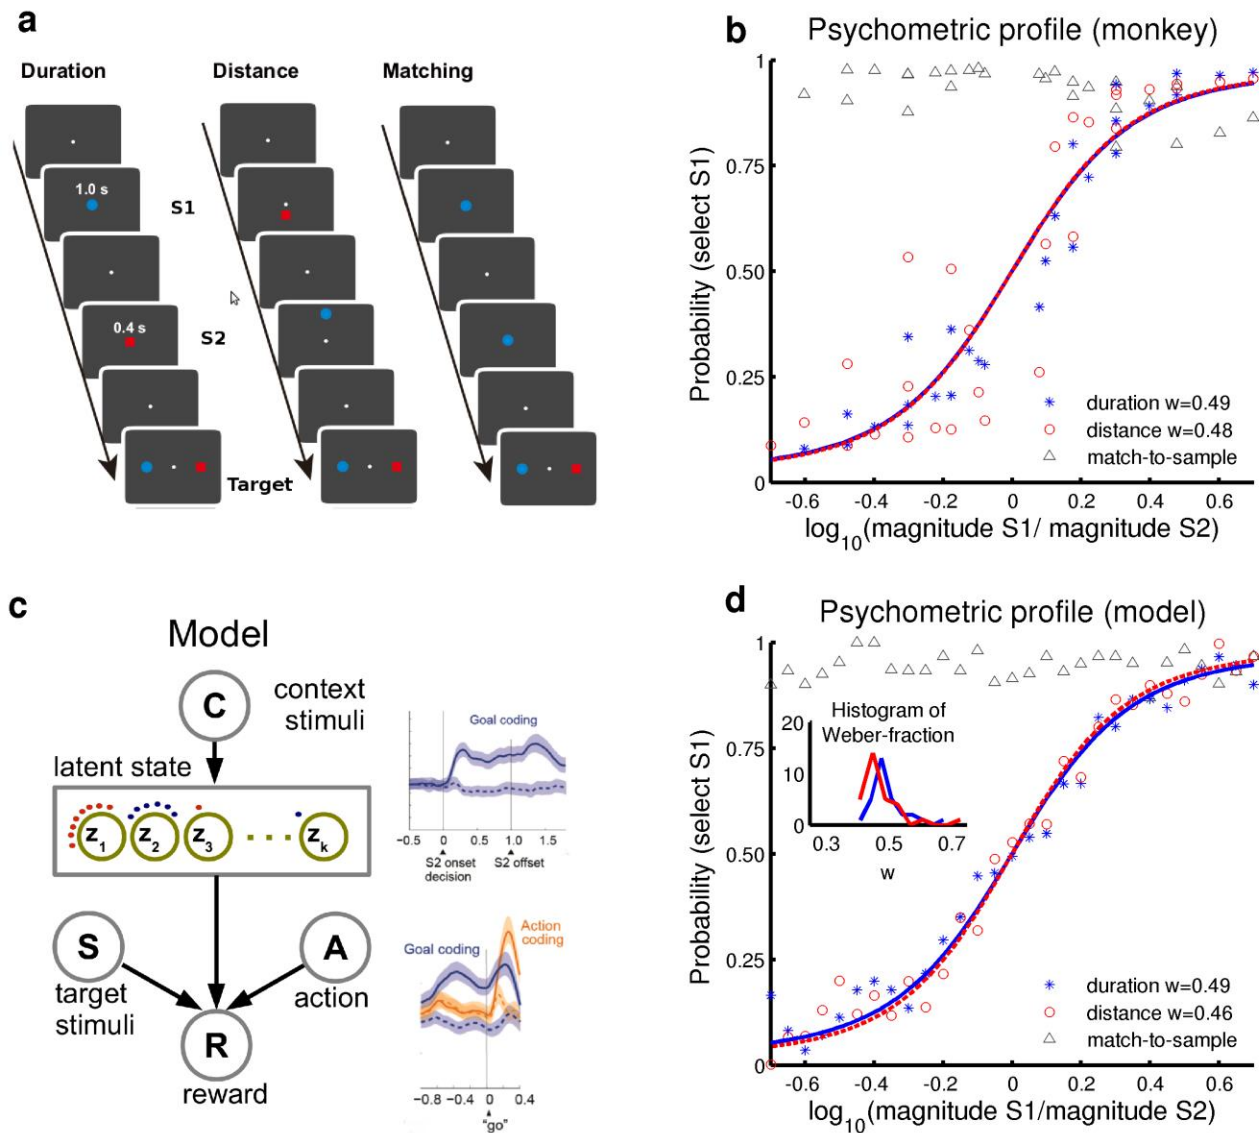 a
Duration
Distance
Matching
1.0 s
S1
0.4 s
S2
Target
b
Psychometric profile (monkey)
Probability (select S1)
1
0.75
0.50
0.25
0
duration w=0.49
distance w=0.48
match-to-sample
-0.6 -0.4 -0.2 0 0.2 0.4 0.6
log10(magnitude S1/ magnitude S2)
c
Model
C
context
stimuli
latent state
z1 z2 z3 zk
S
target
stimuli
A
action
R
reward
Goal coding
−0.5 0 0.5 1.0 1.5
S2 onset
decision
S2 offset
Action
coding
Goal coding
−0.8 −0.4 0 0.4
"go"
d
Psychometric profile (model)
Probability (select S1)
1
0.75
0.50
0.25
0
Histogram of
Weber-fraction
20
10
0
0.3 0.5 0.7
w
duration w=0.49
distance w=0.46
match-to-sample
-0.6 -0.4 -0.2 0 0.2 0.4 0.6
log10(magnitude S1/magnitude S2)